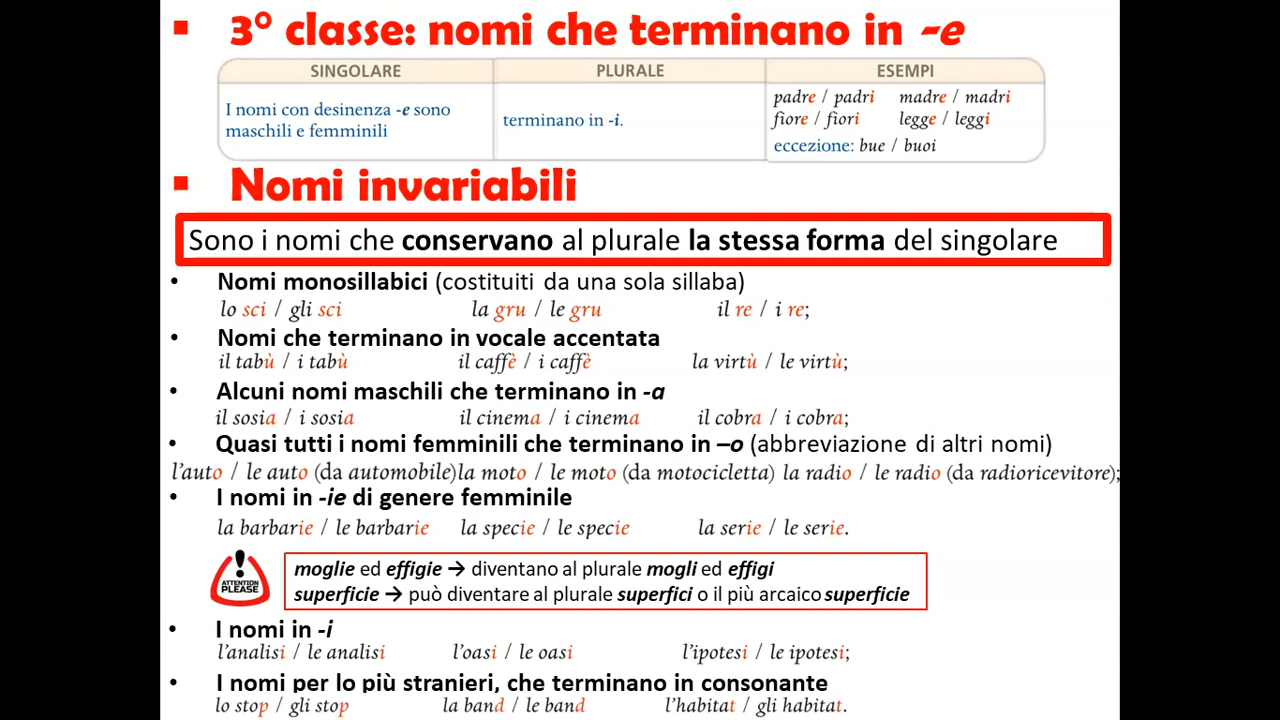 ▪ 3° classe: nomi che terminano in -e
SINGOLARE PLURALE ESEMPI
I nomi con desinenza -e sono maschili e femminili
terminano in -i.
padre / padri madre / madri
fiore / fiori legge / leggi
eccezione: bue / buoi
▪ Nomi invariabili
Sono i nomi che conservano al plurale la stessa forma del singolare
• Nomi monosillabici (costituiti da una sola sillaba)
lo sci / gli sci la gru / le gru il re / i re;
• Nomi che terminano in vocale accentata
il tabù / i tabù il caffè / i caffè la virtù / le virtù;
• Alcuni nomi maschili che terminano in -a
il sosia / i sosia il cinema / i cinema il cobra / i cobra;
• Quasi tutti i nomi femminili che terminano in –o (abbreviazione di altri nomi)
l'auto / le auto (da automobile) la moto / le moto (da motocicletta) la radio / le radio (da radioricevitore);
• I nomi in -ie di genere femminile
la barbarie / le barbarie la specie / le specie la serie / le serie.
ATTENTION
PLEASE
moglie ed effigie → diventano al plurale mogli ed effigi
superficie → può diventare al plurale superfici o il più arcaico superficie
• I nomi in -i
l'analisi / le analisi l'oasi / le oasi l'ipotesi / le ipotesi;
• I nomi per lo più stranieri, che terminano in consonante
lo stop / gli stop la band / le band l'habitat / gli habitat.